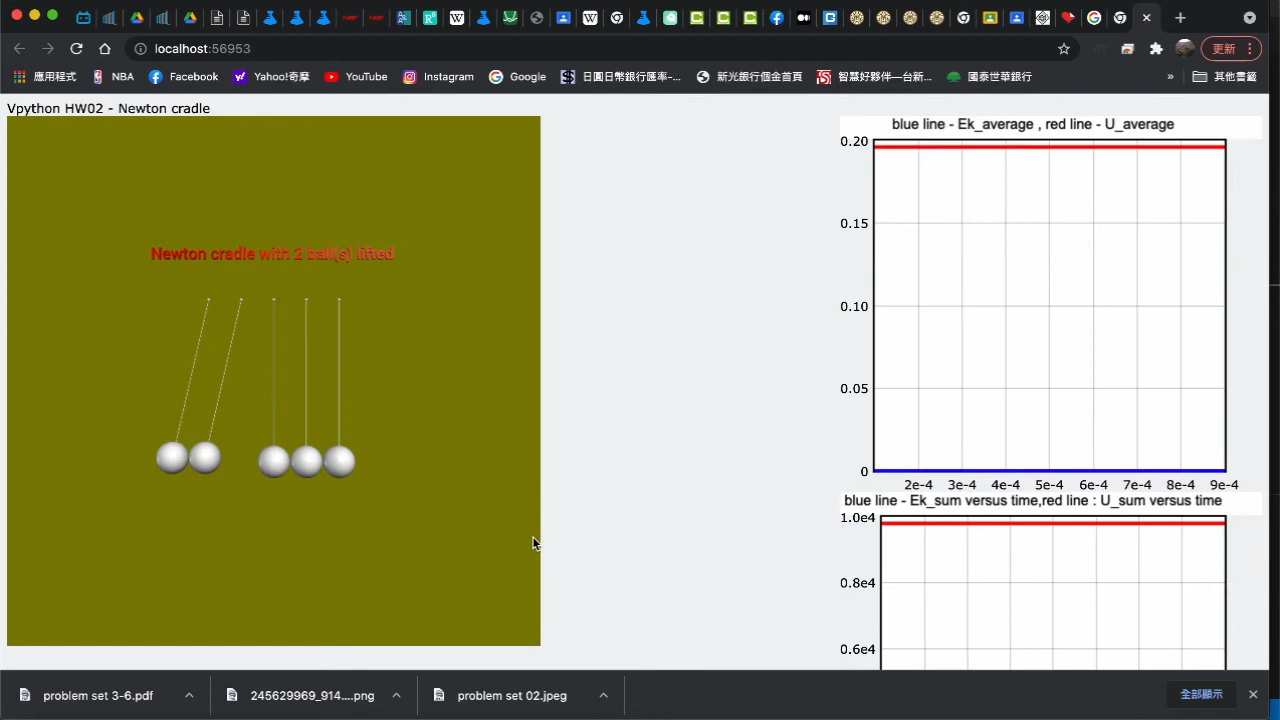 localhost:56953
更新
應用程式 NBA Facebook Yahoo!奇摩 YouTube Instagram Google 日圓日幣銀行匯率-... 新光銀行個金首頁 智慧好夥伴—台新... 國泰世華銀行 » 其他書籤
Vpython HW02 - Newton cradle
Newton cradle with 2 ball(s) lifted
blue line - Ek_average , red line - U_average
0.20
0.15
0.10
0.05
0
2e-4 3e-4 4e-4 5e-4 6e-4 7e-4 8e-4 9e-4
blue line - Ek_sum versus time,red line : U_sum versus time
1.0e4
0.8e4
0.6e4
problem set 3-6.pdf 245629969_914....png problem set 02.jpeg 全部顯示